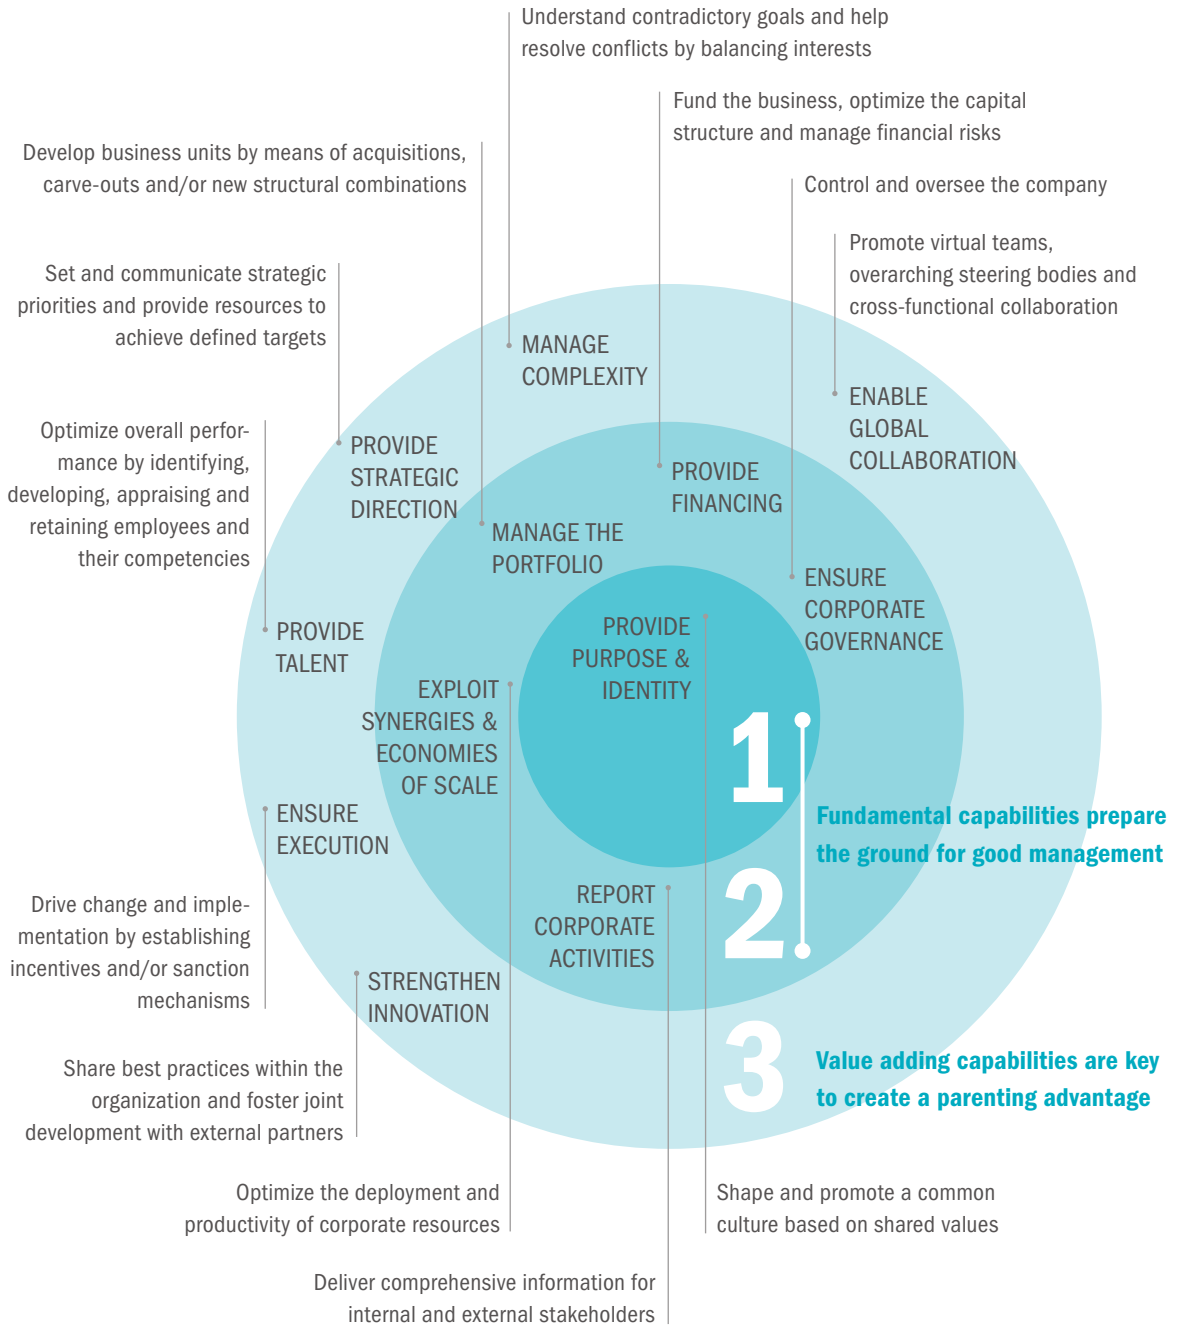 Understand contradictory goals and help
resolve conflicts by balancing interests
Fund the business, optimize the capital
structure and manage financial risks
Develop business units by means of acquisitions,
carve-outs and/or new structural combinations
Control and oversee the company
Promote virtual teams,
overarching steering bodies and
cross-functional collaboration
Set and communicate strategic
priorities and provide resources to
achieve defined targets
MANAGE
COMPLEXITY
ENABLE
GLOBAL
COLLABORATION
Optimize overall perfor-
mance by identifying,
developing, appraising and
retaining employees and
their competencies
PROVIDE
STRATEGIC
DIRECTION
PROVIDE
FINANCING
MANAGE THE
PORTFOLIO
ENSURE
CORPORATE
GOVERNANCE
PROVIDE
TALENT
PROVIDE
PURPOSE &
IDENTITY
EXPLOIT
SYNERGIES &
ECONOMIES
OF SCALE
1
ENSURE
EXECUTION
Fundamental capabilities prepare
the ground for good management
2
REPORT
CORPORATE
ACTIVITIES
Drive change and imple-
mentation by establishing
incentives and/or sanction
mechanisms
STRENGTHEN
INNOVATION
3
Value adding capabilities are key
to create a parenting advantage
Share best practices within the
organization and foster joint
development with external partners
Optimize the deployment and
productivity of corporate resources
Shape and promote a common
culture based on shared values
Deliver comprehensive information for
internal and external stakeholders